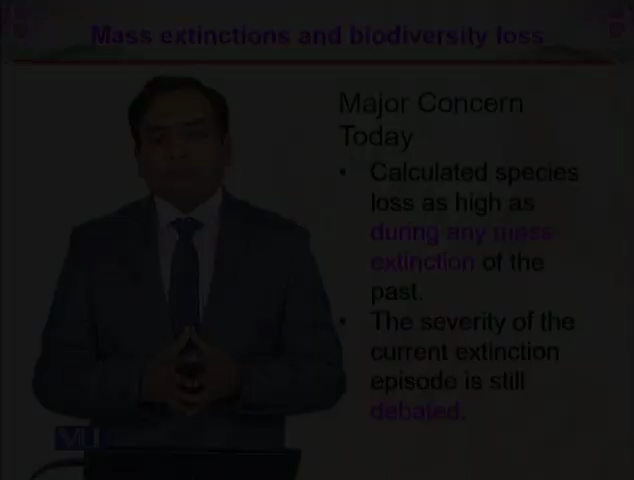 Mass extinctions and biodiversity loss
Major Concern
Today
• Calculated species
loss as high as
during any mass
extinction of the
past.
• The severity of the
current extinction
episode is still
debated.
VU